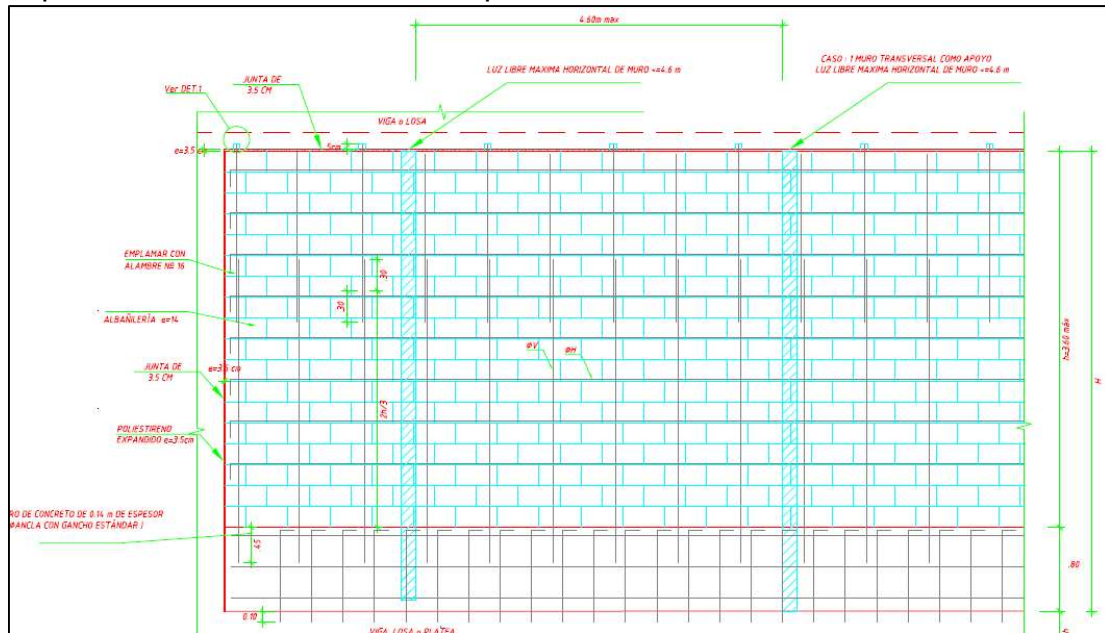 4.60m max
CASO : 1 MURO TRANSVERSAL COMO APOYO
LUZ LIBRE MAXIMA HORIZONTAL DE MURO <=4.6 m
LUZ LIBRE MAXIMA HORIZONTAL DE MURO <=4.6 m
JUNTA DE
3.5 CM
Ver DET.1
VIGA o LOSA
e=3.5 c
.5cm
EMPLAMAR CON
ALAMBRE Nº 16
.30
.30
ALBAÑILERÍA e=14
ØV
ØH
h=3.60 máx
H
JUNTA DE
3.5 CM
e=3.5 cm
2h/3
POLIESTIRENO
EXPANDIDO e=3.5cm
RO DE CONCRETO DE 0.14 m DE ESPESOR
ANCLA CON GANCHO ESTÁNDAR )
.45
.80
0.10
VIGA, LOSA o PLATEA